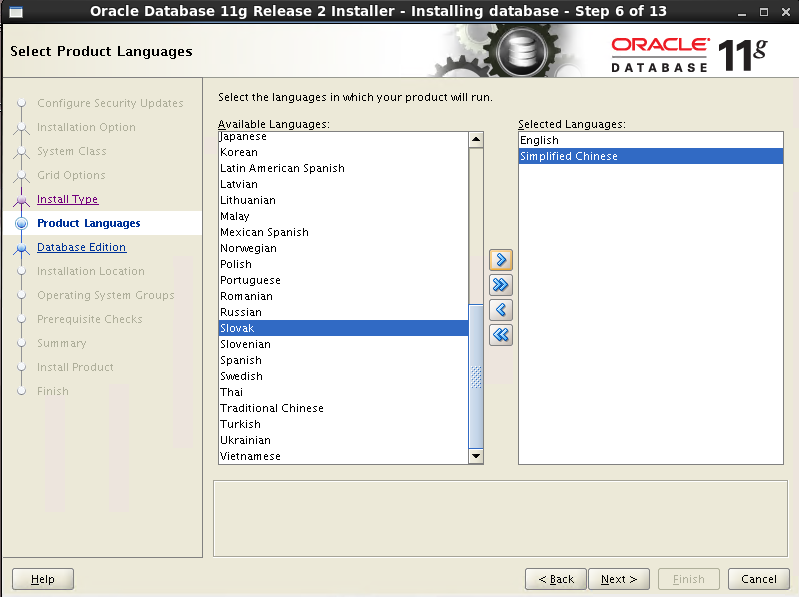 Oracle Database 11g Release 2 Installer - Installing database - Step 6 of 13
Select Product Languages
ORACLE
DATABASE
11g
Configure Security Updates
Installation Option
System Class
Grid Options
Install Type
Product Languages
Database Edition
Installation Location
Operating System Groups
Prerequisite Checks
Summary
Install Product
Finish
Select the languages in which your product will run.
Available Languages:
Japanese
Korean
Latin American Spanish
Latvian
Lithuanian
Malay
Mexican Spanish
Norwegian
Polish
Portuguese
Romanian
Russian
Slovak
Slovenian
Spanish
Swedish
Thai
Traditional Chinese
Turkish
Ukrainian
Vietnamese
Selected Languages:
English
Simplified Chinese
Help
< Back
Next >
Finish
Cancel